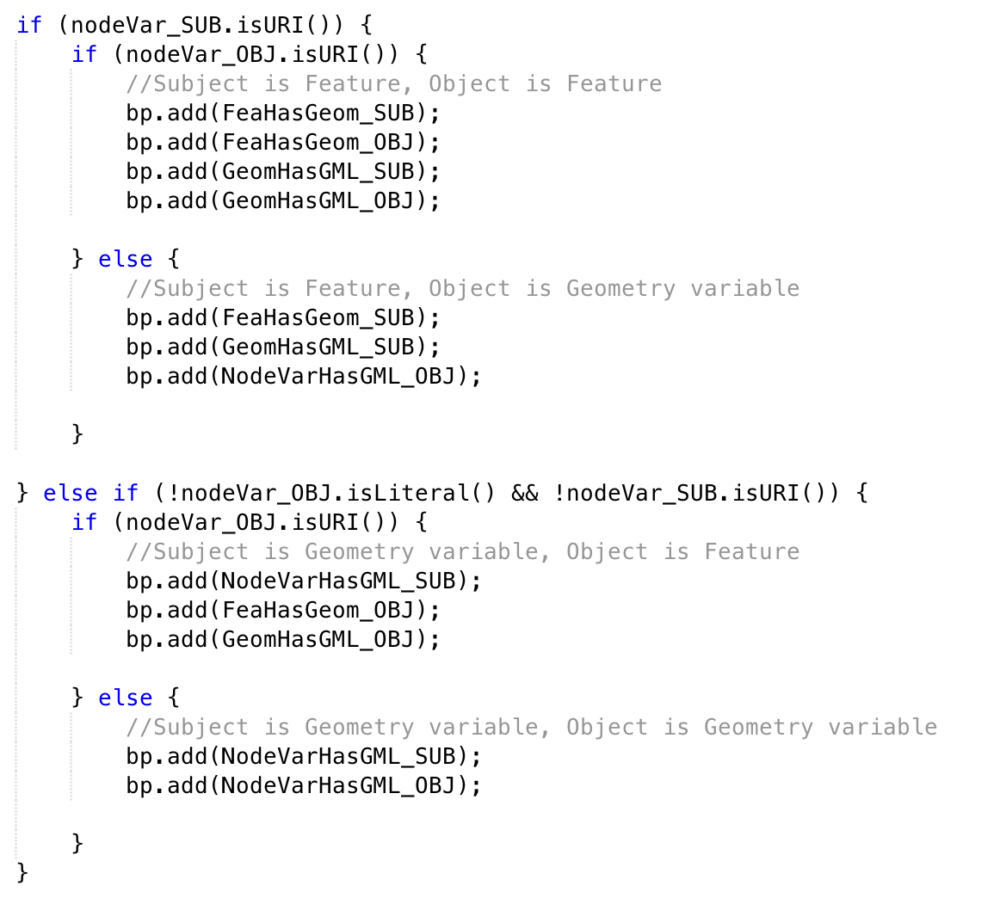 if (nodeVar_SUB.isURI()) {
    if (nodeVar_OBJ.isURI()) {
        //Subject is Feature, Object is Feature
        bp.add(FeaHasGeom_SUB);
        bp.add(FeaHasGeom_OBJ);
        bp.add(GeomHasGML_SUB);
        bp.add(GeomHasGML_OBJ);

    } else {
        //Subject is Feature, Object is Geometry variable
        bp.add(FeaHasGeom_SUB);
        bp.add(GeomHasGML_SUB);
        bp.add(NodeVarHasGML_OBJ);

    }

} else if (!nodeVar_OBJ.isLiteral() && !nodeVar_SUB.isURI()) {
    if (nodeVar_OBJ.isURI()) {
        //Subject is Geometry variable, Object is Feature
        bp.add(NodeVarHasGML_SUB);
        bp.add(FeaHasGeom_OBJ);
        bp.add(GeomHasGML_OBJ);

    } else {
        //Subject is Geometry variable, Object is Geometry variable
        bp.add(NodeVarHasGML_SUB);
        bp.add(NodeVarHasGML_OBJ);

    }
}